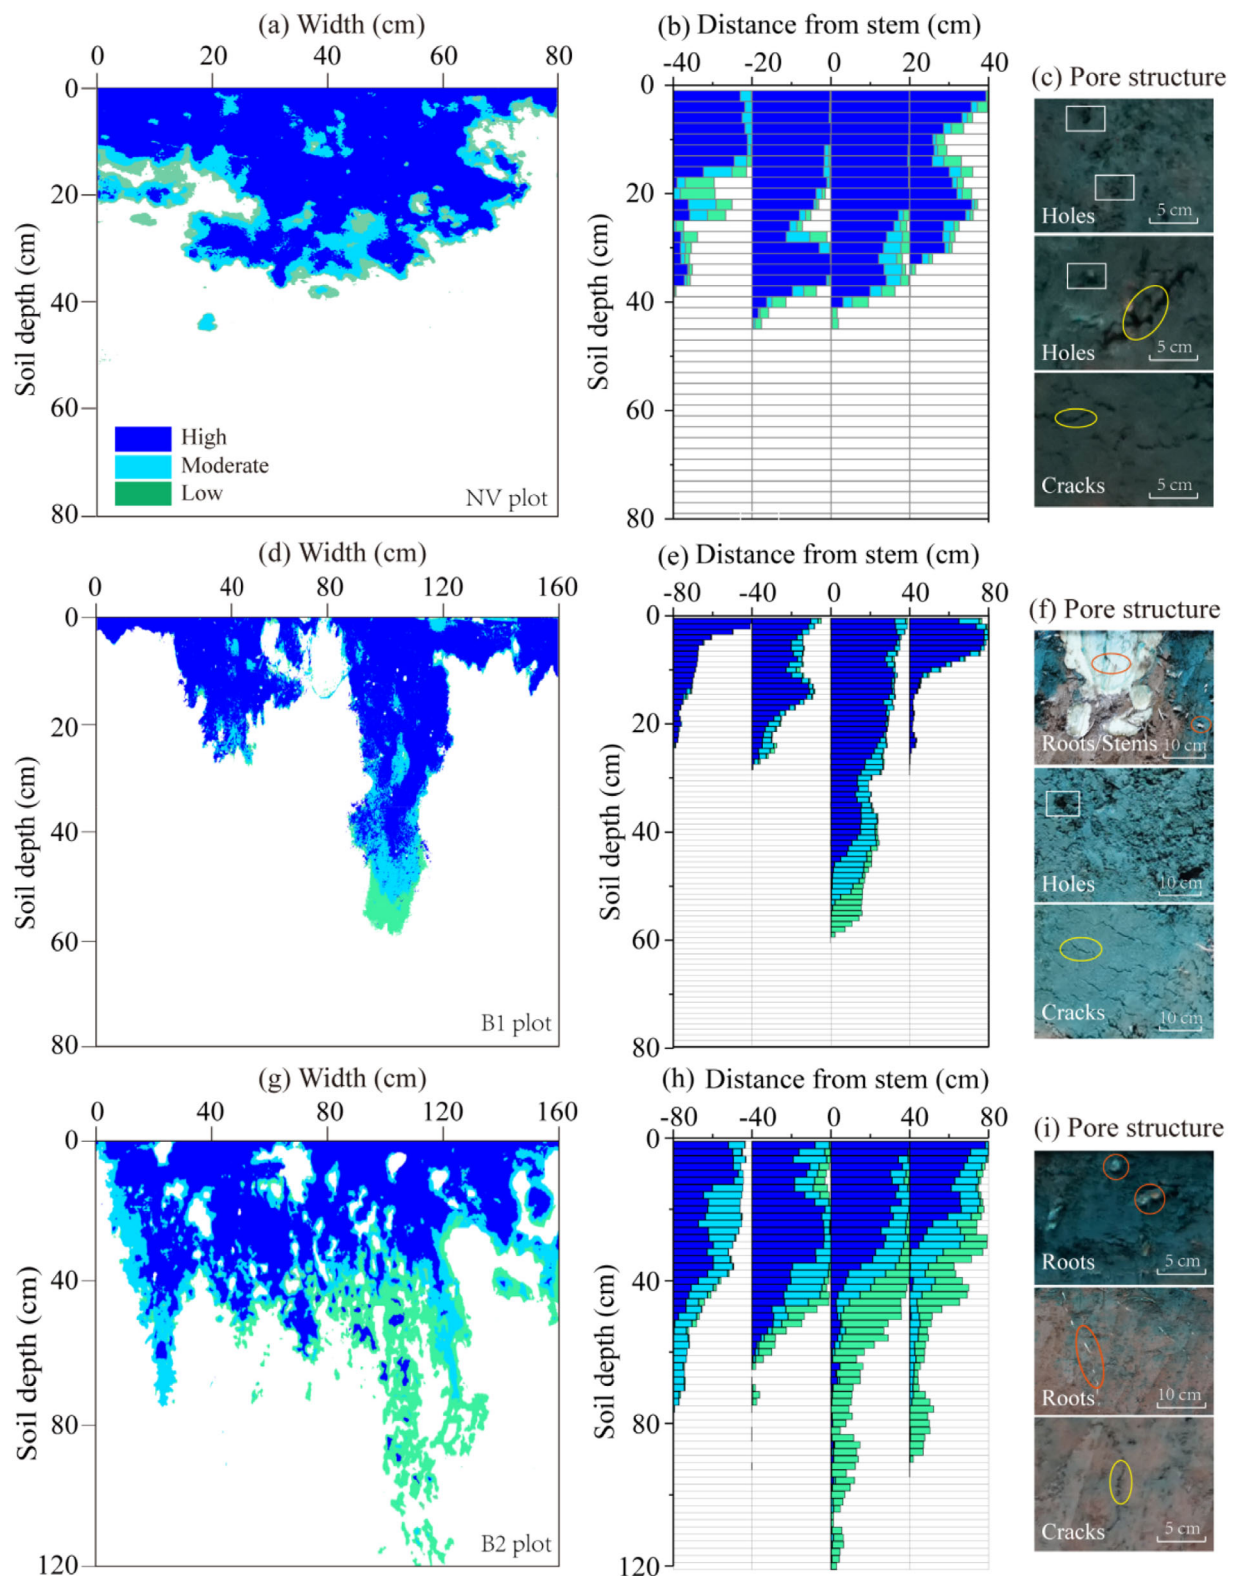 (a) Width (cm)
0 20 40 60 80
0
20
40
60
80
Soil depth (cm)
High
Moderate
Low
NV plot
(b) Distance from stem (cm)
-40 -20 0 20 40
0
20
40
60
80
Soil depth (cm)
(c) Pore structure
Holes 5 cm
Holes 5 cm
Cracks 5 cm
(d) Width (cm)
0 40 80 120 160
0
20
40
60
80
Soil depth (cm)
B1 plot
(e) Distance from stem (cm)
-80 -40 0 40 80
0
20
40
60
80
Soil depth (cm)
(f) Pore structure
Roots/Stems 10 cm
Holes 10 cm
Cracks 10 cm
(g) Width (cm)
0 40 80 120 160
0
40
80
120
Soil depth (cm)
B2 plot
(h) Distance from stem (cm)
-80 -40 0 40 80
0
40
80
120
Soil depth (cm)
(i) Pore structure
Roots 5 cm
Roots 10 cm
Cracks 5 cm